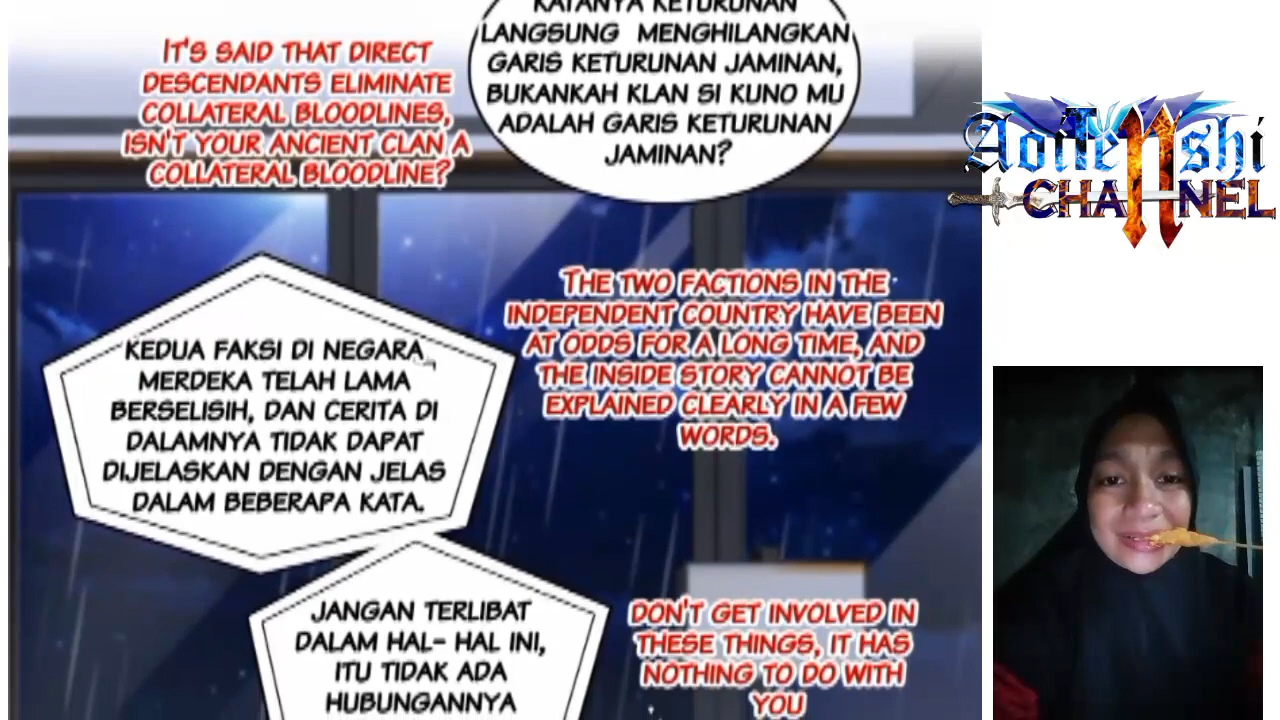 KATANYA KETURUNAN
LANGSUNG MENGHILANGKAN
GARIS KETURUNAN JAMINAN,
BUKANKAH KLAN SI KUNO MU
ADALAH GARIS KETURUNAN
JAMINAN?
IT'S SAID THAT DIRECT
DESCENDANTS ELIMINATE
COLLATERAL BLOODLINES,
ISN'T YOUR ANCIENT CLAN A
COLLATERAL BLOODLINE?
AoiTenshi
CHANNEL
KEDUA FAKSI DI NEGARA
MERDEKA TELAH LAMA
BERSELISIH, DAN CERITA DI
DALAMNYA TIDAK DAPAT
DIJELASKAN DENGAN JELAS
DALAM BEBERAPA KATA.
THE TWO FACTIONS IN THE
INDEPENDENT COUNTRY HAVE BEEN
AT ODDS FOR A LONG TIME, AND
THE INSIDE STORY CANNOT BE
EXPLAINED CLEARLY IN A FEW
WORDS.
JANGAN TERLIBAT
DALAM HAL- HAL INI,
ITU TIDAK ADA
HUBUNGANNYA
DON'T GET INVOLVED IN
THESE THINGS, IT HAS
NOTHING TO DO WITH
YOU